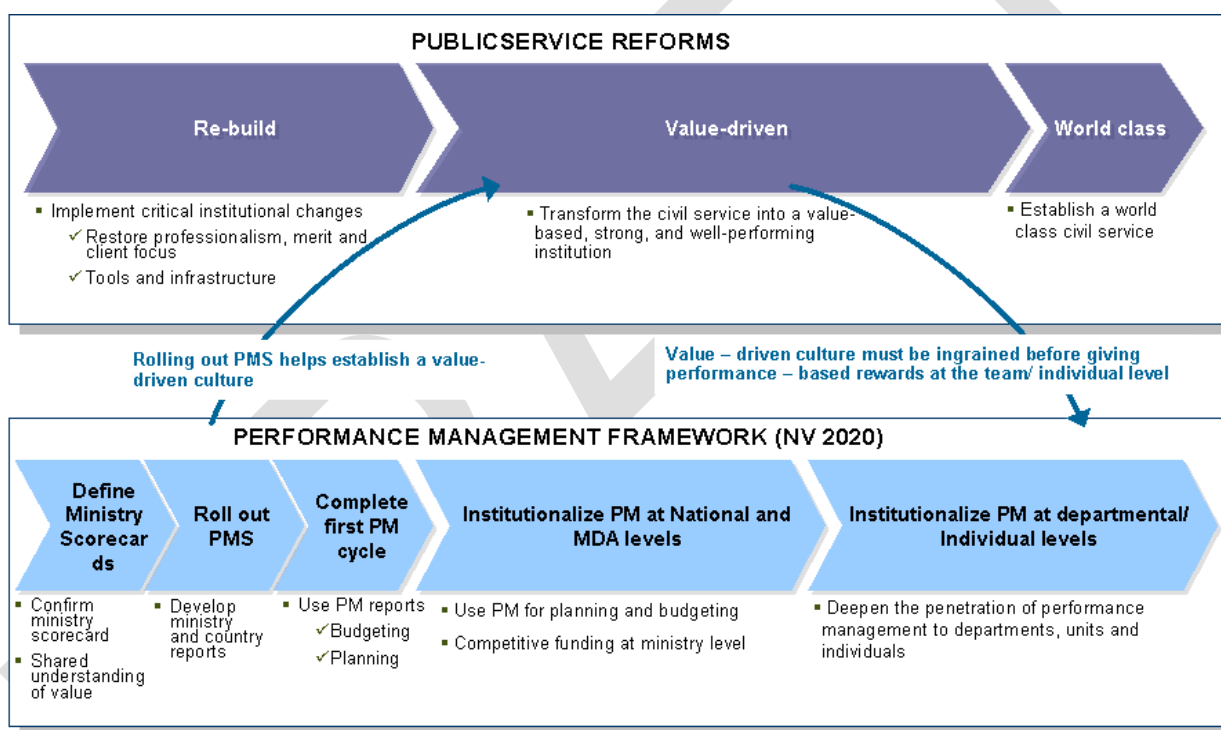 PUBLICSERVICE REFORMS
Re-build
Value-driven
World class
▪ Implement critical institutional changes
✓ Restore professionalism, merit and
client focus
✓ Tools and infrastructure
▪ Transform the civil service into a value-
based, strong, and well-performing
institution
▪ Establish a world
class civil service
Rolling out PMS helps establish a value-
driven culture
Value – driven culture must be ingrained before giving
performance – based rewards at the team/ individual level
PERFORMANCE MANAGEMENT FRAMEWORK (NV 2020)
Define
Ministry
Scorecar
ds
Roll out
PMS
Complete
first PM
cycle
Institutionalize PM at National and
MDA levels
Institutionalize PM at departmental/
Individual levels
▪ Confirm
ministry
scorecard
▪ Shared
understanding
of value
▪ Develop
ministry
and country
reports
▪ Use PM reports
✓Budgeting
✓Planning
▪ Use PM for planning and budgeting
▪ Competitive funding at ministry level
▪ Deepen the penetration of performance
management to departments, units and
individuals